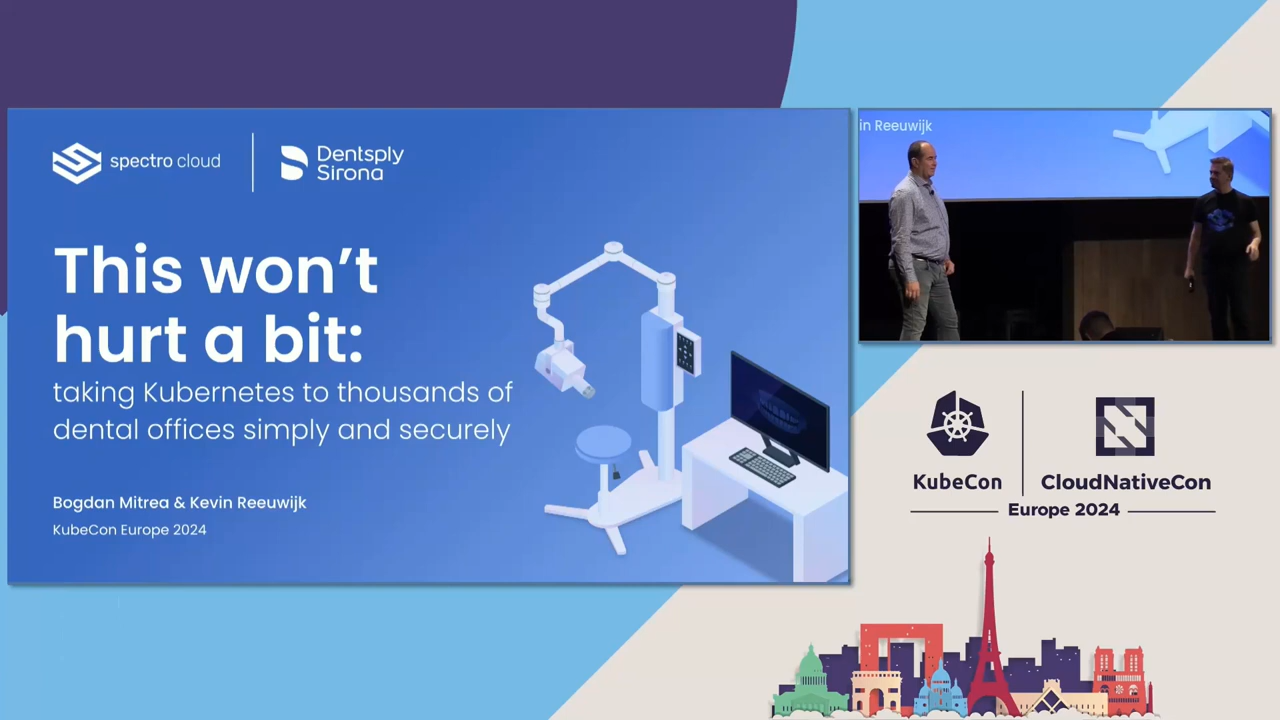 spectro cloud
Dentsply
Sirona
This won't
hurt a bit:
taking Kubernetes to thousands of
dental offices simply and securely
Bogdan Mitrea & Kevin Reeuwijk
KubeCon Europe 2024
in Reeuwijk
KubeCon
CloudNativeCon
Europe 2024